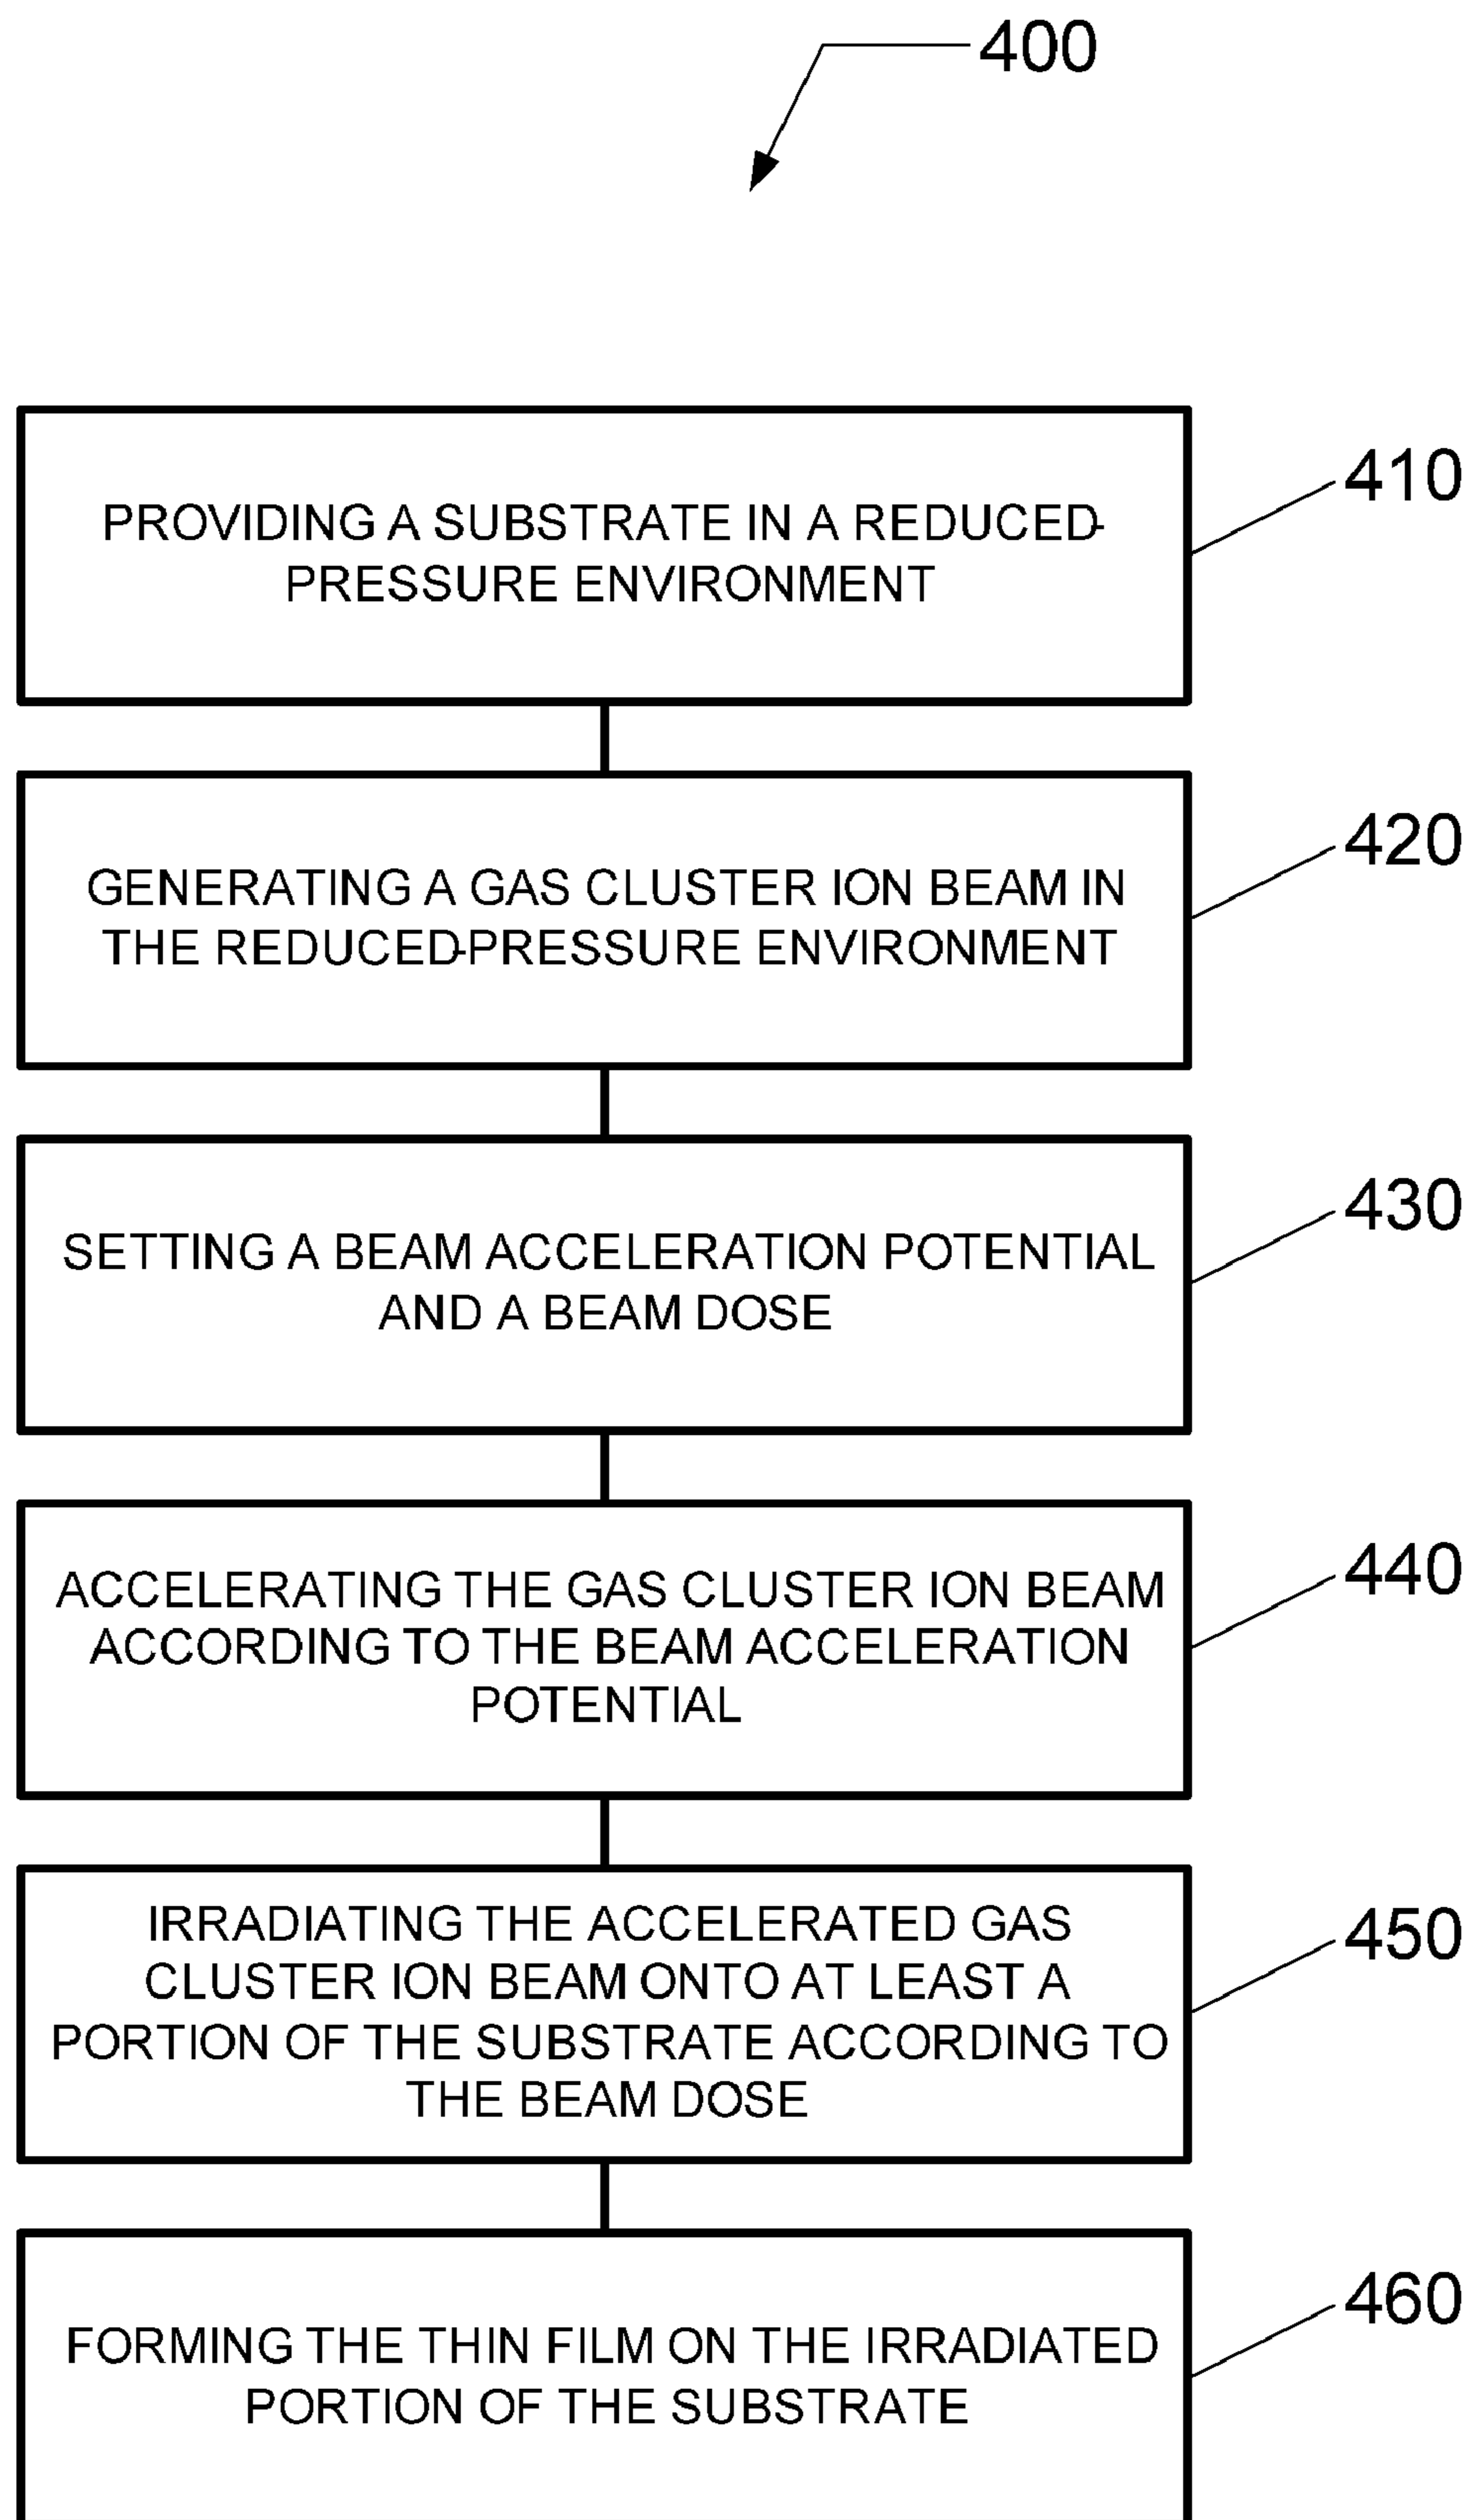 400
PROVIDING A SUBSTRATE IN A REDUCED-
PRESSURE ENVIRONMENT
410
GENERATING A GAS CLUSTER ION BEAM IN
THE REDUCED-PRESSURE ENVIRONMENT
420
SETTING A BEAM ACCELERATION POTENTIAL
AND A BEAM DOSE
430
ACCELERATING THE GAS CLUSTER ION BEAM
ACCORDING TO THE BEAM ACCELERATION
POTENTIAL
440
IRRADIATING THE ACCELERATED GAS
CLUSTER ION BEAM ONTO AT LEAST A
PORTION OF THE SUBSTRATE ACCORDING TO
THE BEAM DOSE
450
FORMING THE THIN FILM ON THE IRRADIATED
PORTION OF THE SUBSTRATE
460